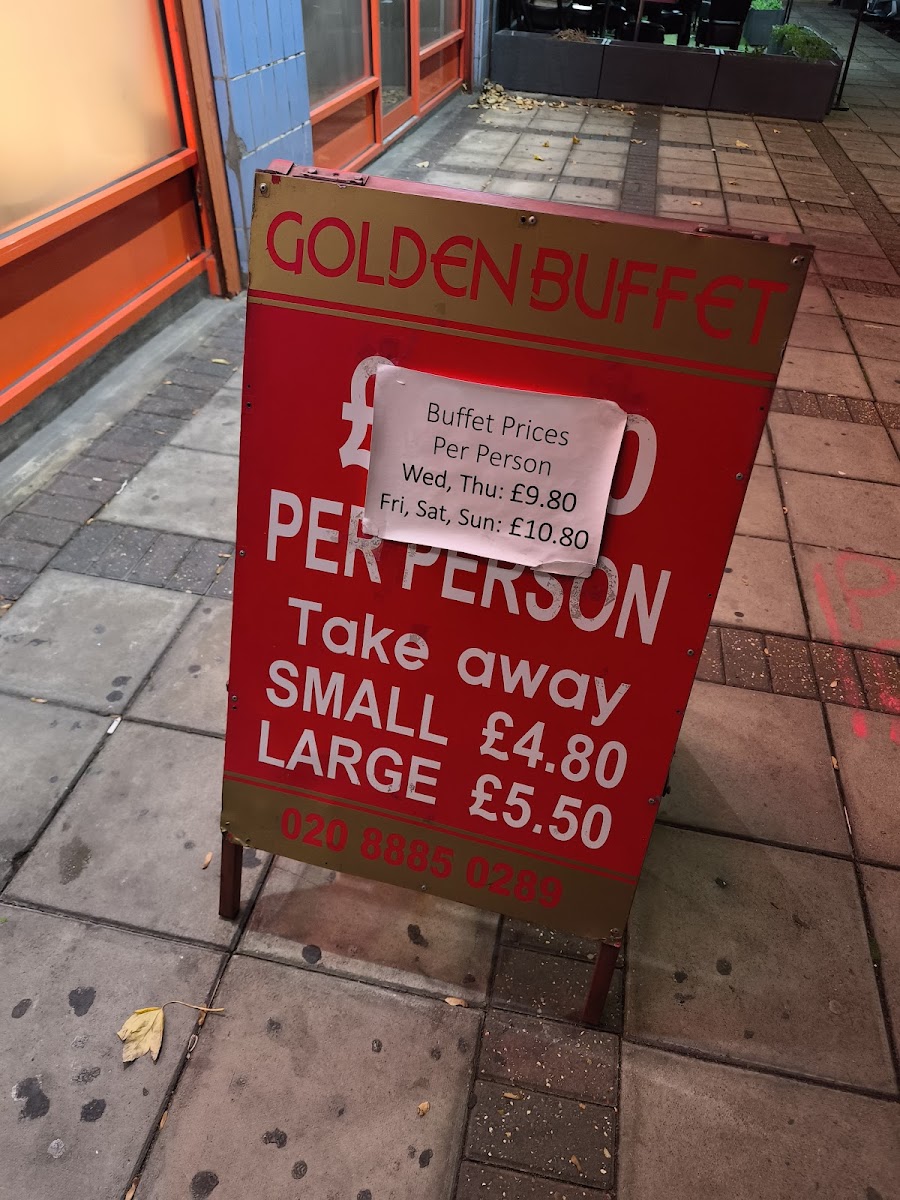 GOLDEN BUFFET
£ 0
Buffet Prices
Per Person
Wed, Thu: £9.80
Fri, Sat, Sun: £10.80
PER PERSON
Take away
SMALL £4.80
LARGE £5.50
020 8885 0289